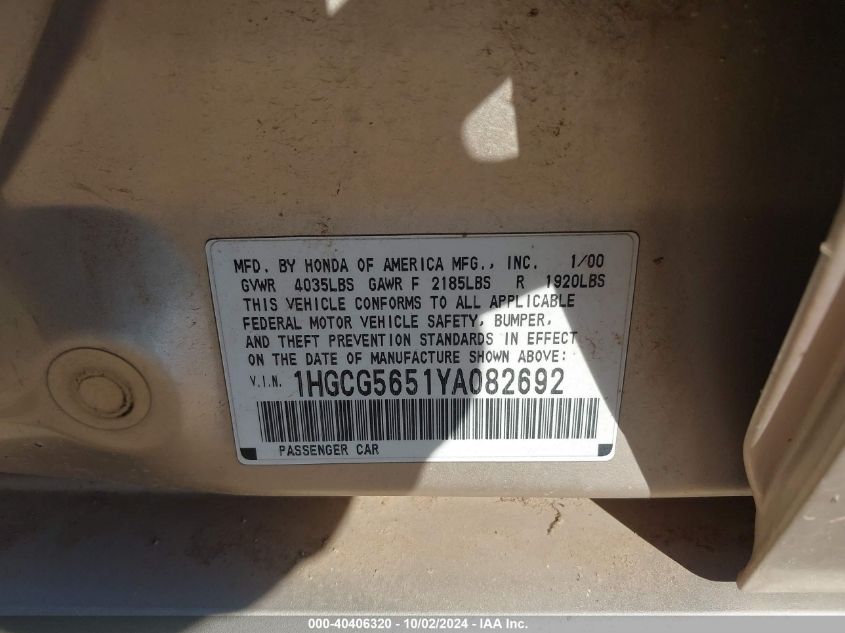 MFD. BY HONDA OF AMERICA MFG., INC. 1/00
GVWR 4035LBS GAWR F 2185LBS R 1920LBS
THIS VEHICLE CONFORMS TO ALL APPLICABLE
FEDERAL MOTOR VEHICLE SAFETY, BUMPER,
AND THEFT PREVENTION STANDARDS IN EFFECT
ON THE DATE OF MANUFACTURE SHOWN ABOVE:
V.I.N. 1HGCG5651YA082692
PASSENGER CAR
000-40406320 - 10/02/2024 - IAA Inc.